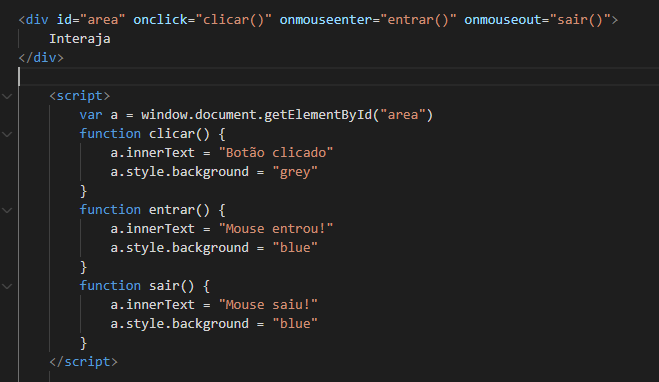 <div id="area" onclick="clicar()" onmouseenter="entrar()" onmouseout="sair()">
Interaja
</div>
<script>
var a = window.document.getElementById("area")
function clicar() {
a.innerText = "Botão clicado"
a.style.background = "grey"
}
function entrar() {
a.innerText = "Mouse entrou!"
a.style.background = "blue"
}
function sair() {
a.innerText = "Mouse saiu!"
a.style.background = "blue"
}
</script>